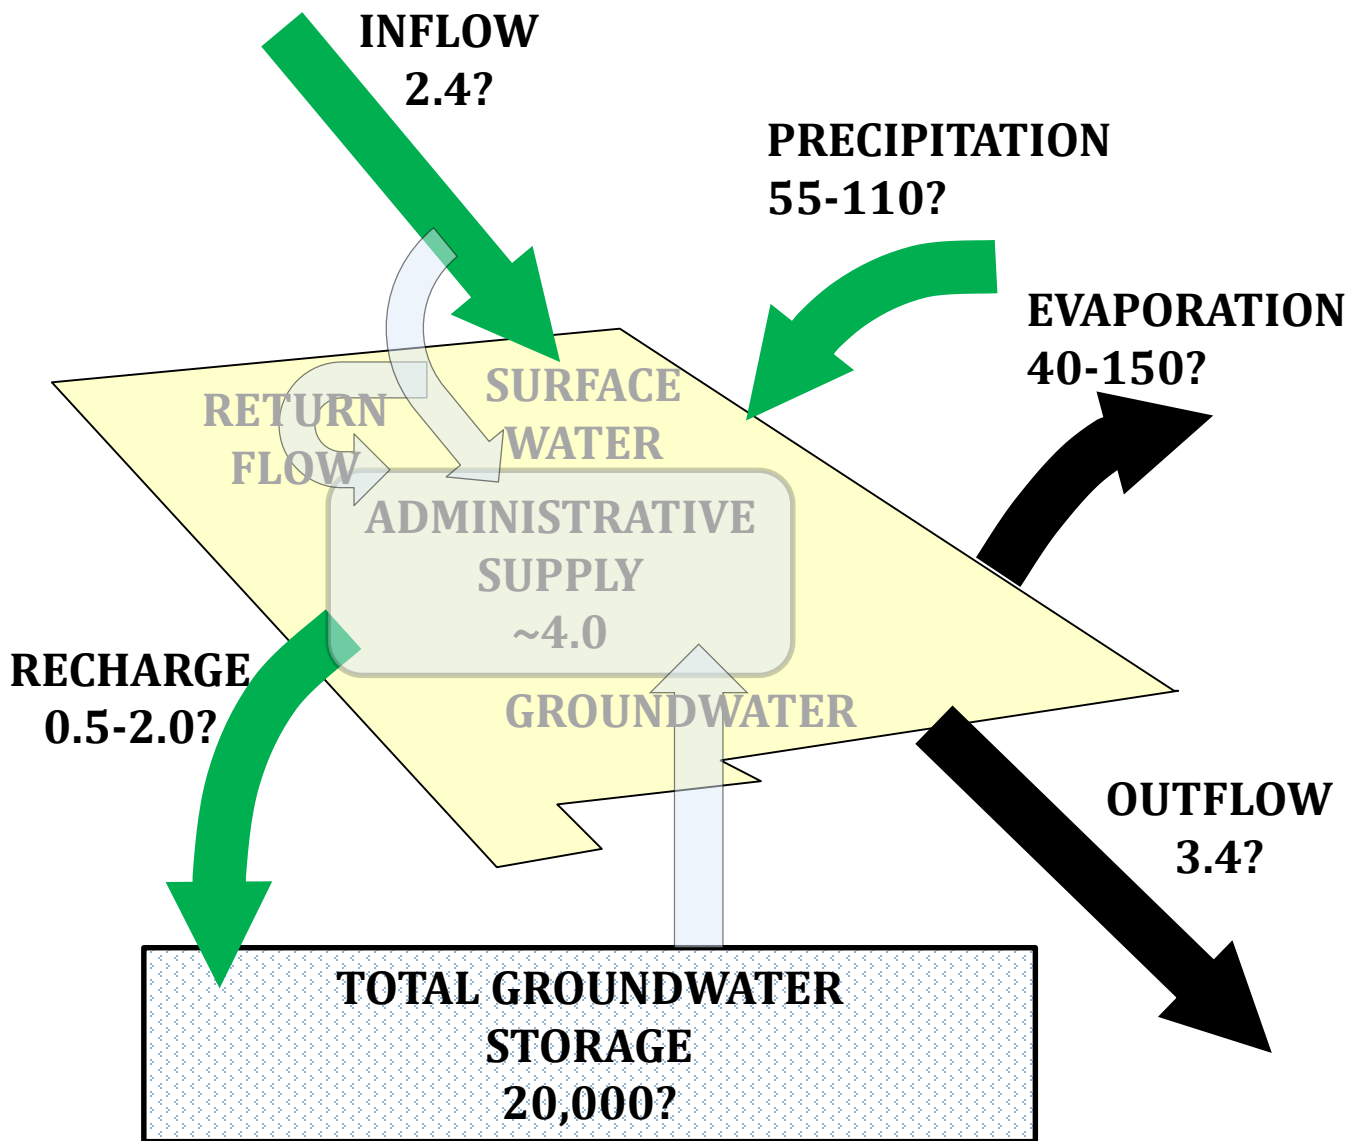 INFLOW
2.4?
PRECIPITATION
55-110?
EVAPORATION
40-150?
SURFACE
WATER
RETURN
FLOW
ADMINISTRATIVE
SUPPLY
~4.0
RECHARGE
0.5-2.0?
GROUNDWATER
OUTFLOW
3.4?
TOTAL GROUNDWATER
STORAGE
20,000?